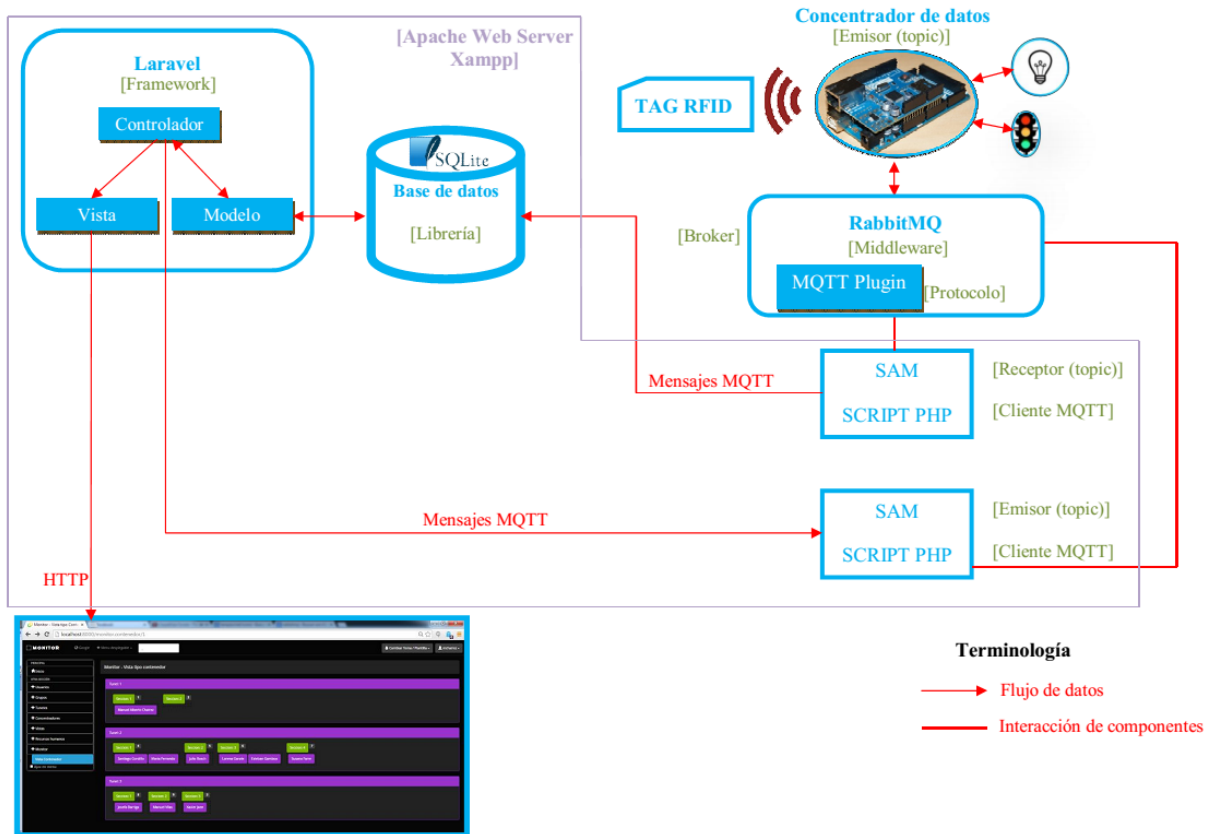 Concentrador de datos
[Emisor (topic)]
[Apache Web Server
Xampp]
Laravel
[Framework]
Controlador
Vista
Modelo
TAG RFID
SQLite
Base de datos
[Librería]
[Broker]
RabbitMQ
[Middleware]
MQTT Plugin
[Protocolo]
SAM
SCRIPT PHP
[Receptor (topic)]
[Cliente MQTT]
Mensajes MQTT
SAM
SCRIPT PHP
[Emisor (topic)]
[Cliente MQTT]
Mensajes MQTT
HTTP
MONITOR
Monitor - Vista tipo contenedor
Terminología
Flujo de datos
Interacción de componentes